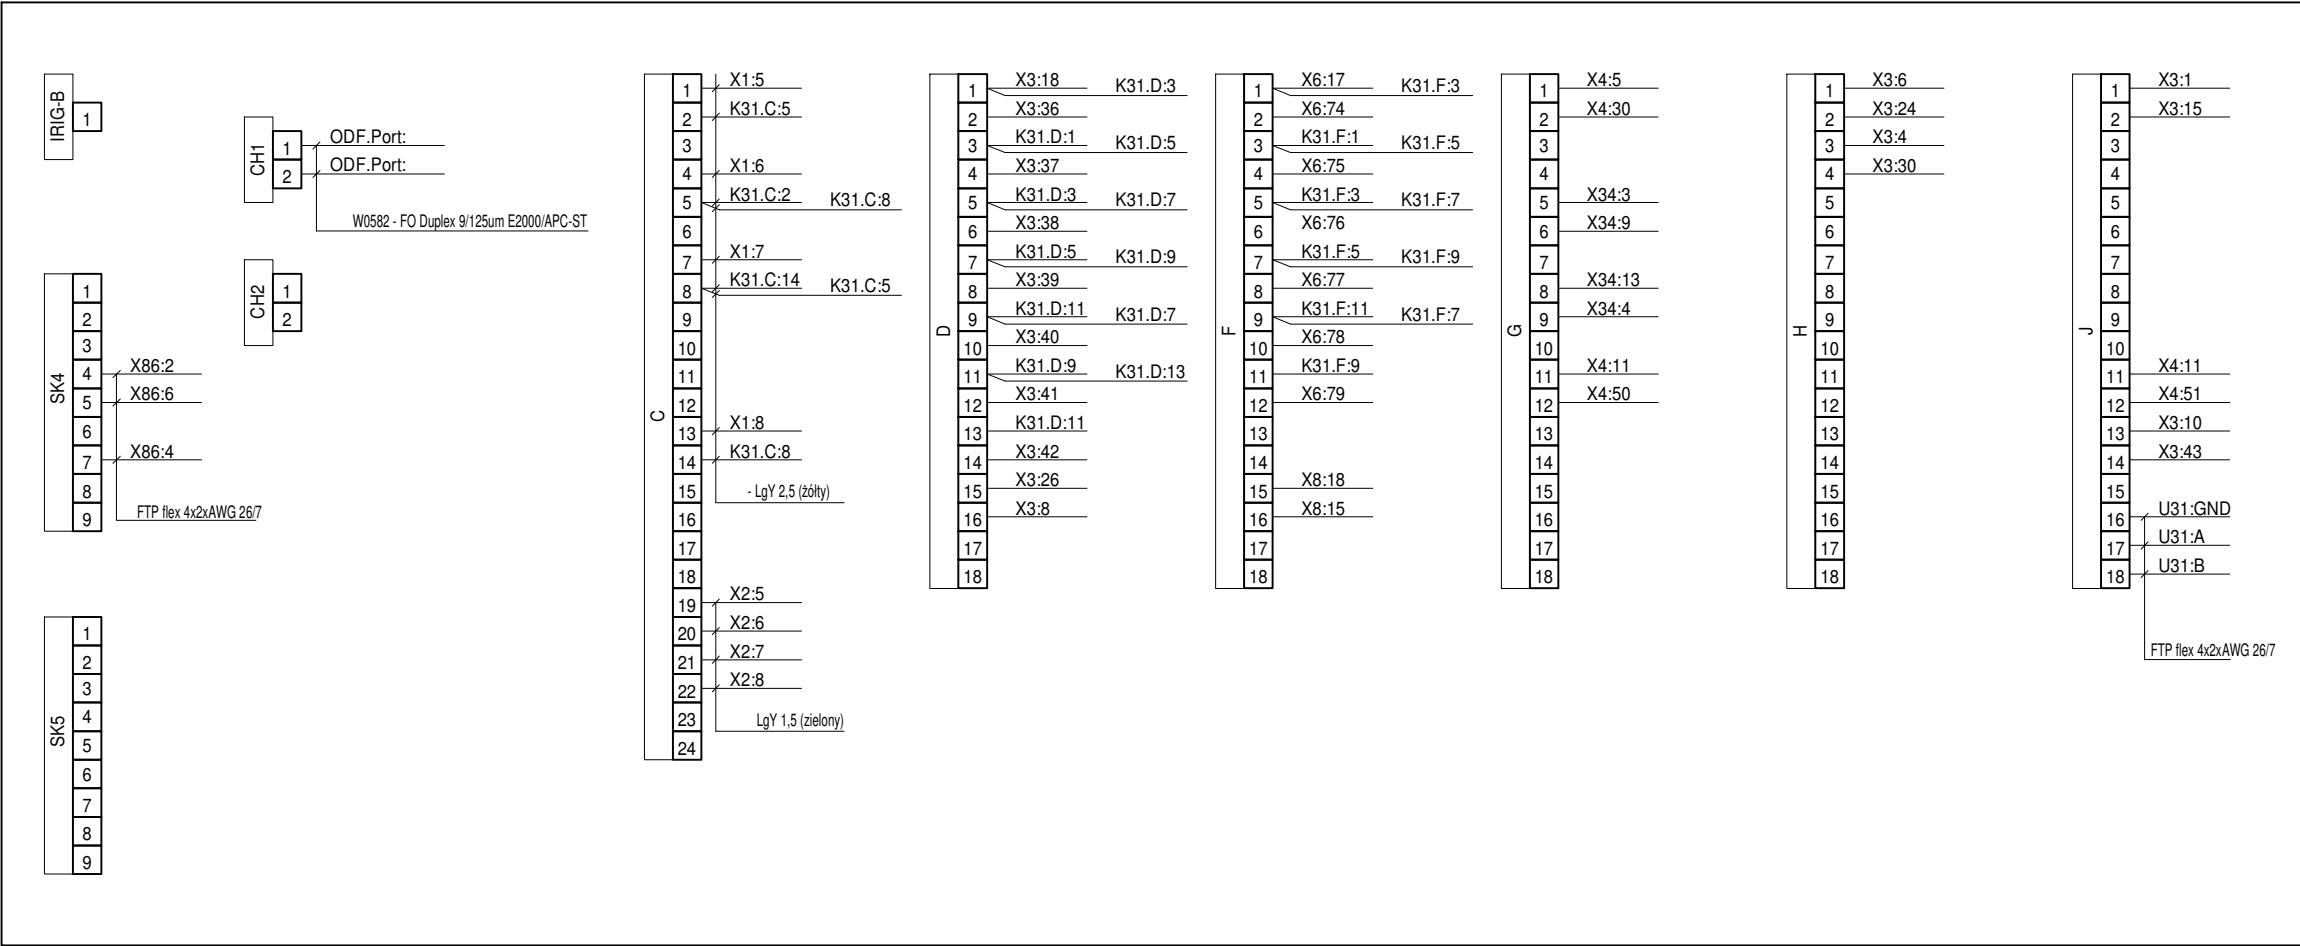 IRIG-B
1
CH1
1 ODF.Port:
2 ODF.Port:
W0582 - FO Duplex 9/125um E2000/APC-ST
CH2
1
2
SK4
1
2
3
4 X86:2
5 X86:6
6
7 X86:4
8
9
FTP flex 4x2xAWG 26/7
SK5
1
2
3
4
5
6
7
8
9
C
1 X1:5
2 K31.C:5
3
4 X1:6
5 K31.C:2 K31.C:8
6
7 X1:7
8 K31.C:14 K31.C:5
9
10
11
12
13 X1:8
14 K31.C:8
15
- LgY 2,5 (żółty)
16
17
18
19 X2:5
20 X2:6
21 X2:7
22 X2:8
23
LgY 1,5 (zielony)
24
D
1 X3:18 K31.D:3
2 X3:36
3 K31.D:1 K31.D:5
4 X3:37
5 K31.D:3 K31.D:7
6 X3:38
7 K31.D:5 K31.D:9
8 X3:39
9 K31.D:11 K31.D:7
10 X3:40
11 K31.D:9 K31.D:13
12 X3:41
13 K31.D:11
14 X3:42
15 X3:26
16 X3:8
17
18
F
1 X6:17 K31.F:3
2 X6:74
3 K31.F:1 K31.F:5
4 X6:75
5 K31.F:3 K31.F:7
6 X6:76
7 K31.F:5 K31.F:9
8 X6:77
9 K31.F:11 K31.F:7
10 X6:78
11 K31.F:9
12 X6:79
13
14
15 X8:18
16 X8:15
17
18
G
1 X4:5
2 X4:30
3
4
5 X34:3
6 X34:9
7
8 X34:13
9 X34:4
10
11 X4:11
12 X4:50
13
14
15
16
17
18
H
1 X3:6
2 X3:24
3 X3:4
4 X3:30
5
6
7
8
9
10
11
12
13
14
15
16
17
18
J
1 X3:1
2 X3:15
3
4
5
6
7
8
9
10
11 X4:11
12 X4:51
13 X3:10
14 X3:43
15
16 U31:GND
17 U31:A
18 U31:B
FTP flex 4x2xAWG 26/7